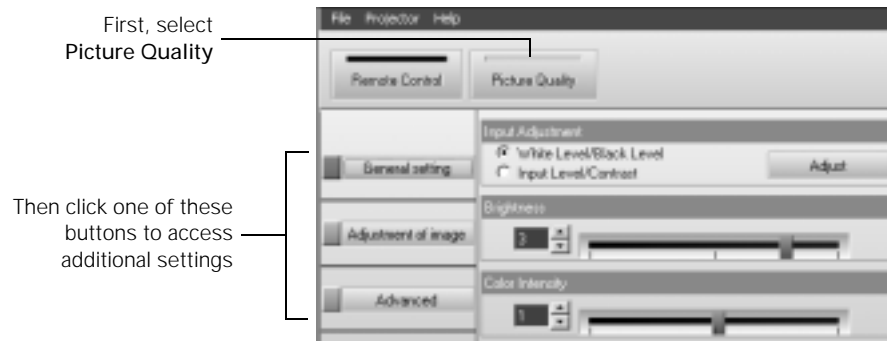 First, select
Picture Quality
Then click one of these
buttons to access
additional settings
File Projector Help
Remote Control
Picture Quality
General setting
Adjustment of image
Advanced
Input Adjustment
White Level/Black Level
Input Level/Contrast
Adjust
Brightness
3
Color Intensity
1